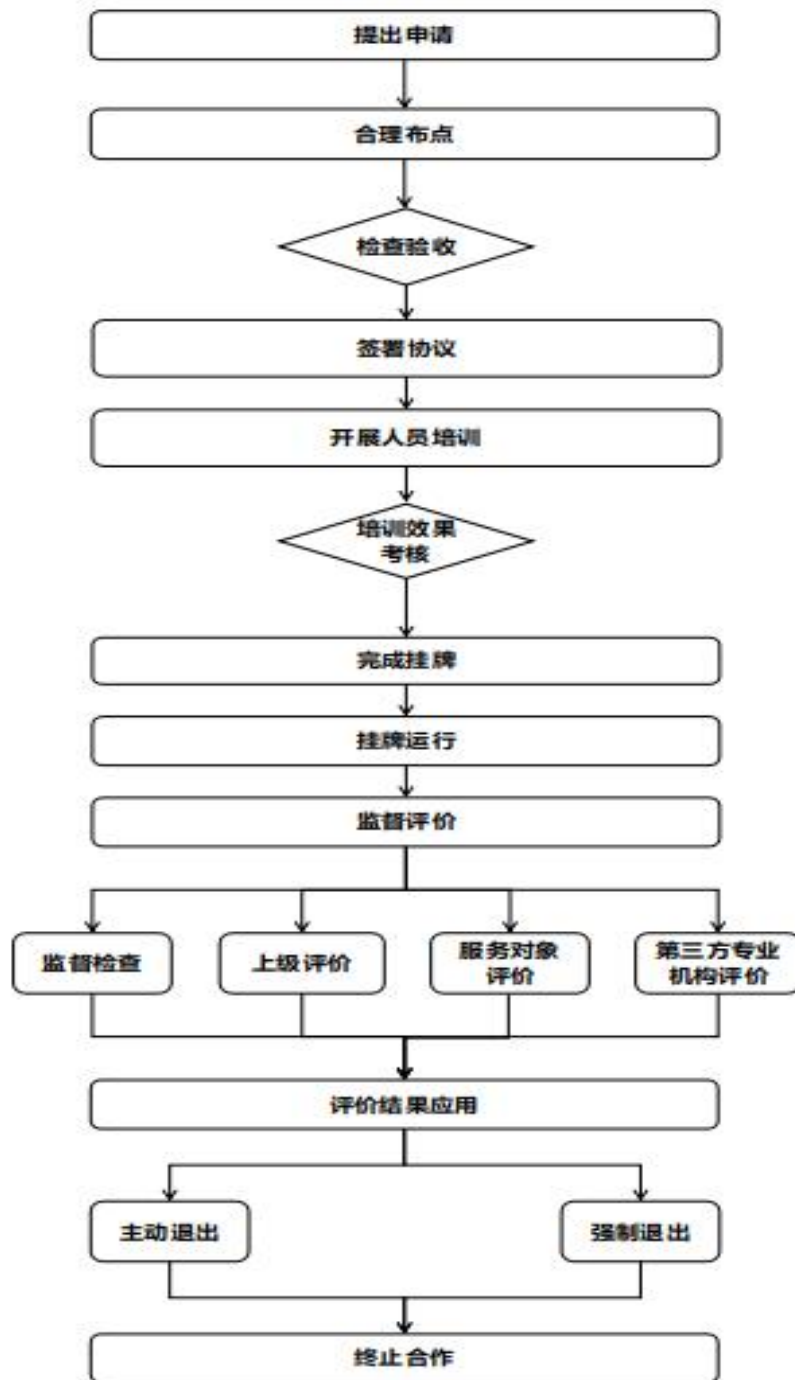 提出申请
合理布点
检查验收
签署协议
开展人员培训
培训效果
考核
完成挂牌
挂牌运行
监督评价
监督检查
上级评价
服务对象
评价
第三方专业
机构评价
评价结果应用
主动退出
强制退出
终止合作